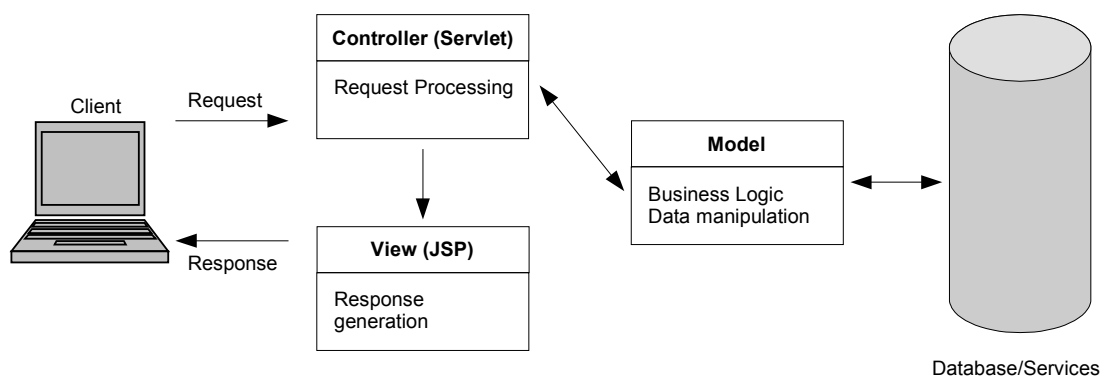 Controller (Servlet)
Request Processing
Client
Request
Model
Business Logic
Data manipulation
View (JSP)
Response
Response
generation
Database/Services